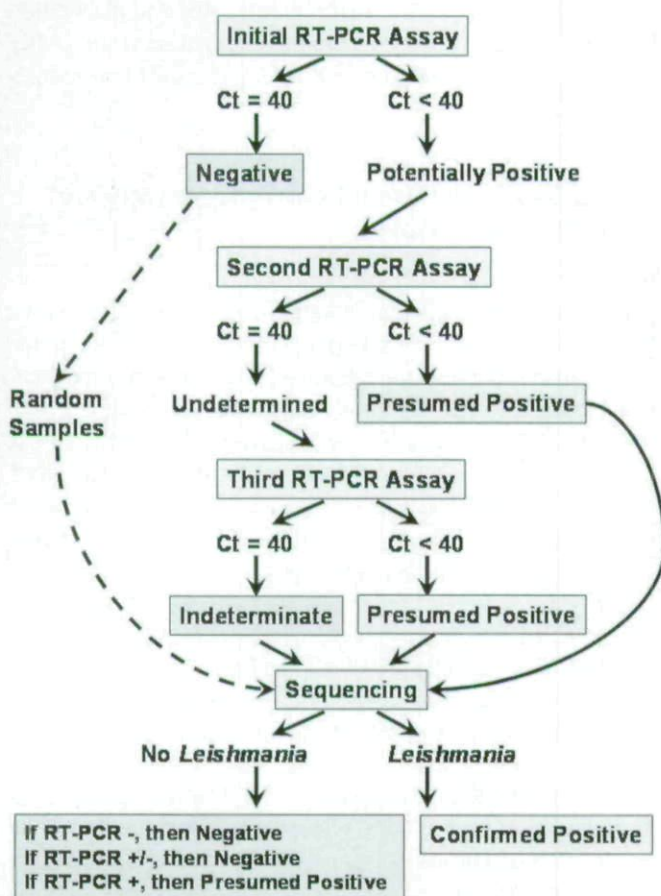 Initial RT-PCR Assay
Ct = 40
Ct < 40
Negative
Potentially Positive
Second RT-PCR Assay
Ct = 40
Ct < 40
Random
Samples
Undetermined
Presumed Positive
Third RT-PCR Assay
Ct = 40
Ct < 40
Indeterminate
Presumed Positive
Sequencing
No Leishmania
Leishmania
If RT-PCR -, then Negative
If RT-PCR +/-, then Negative
If RT-PCR +, then Presumed Positive
Confirmed Positive